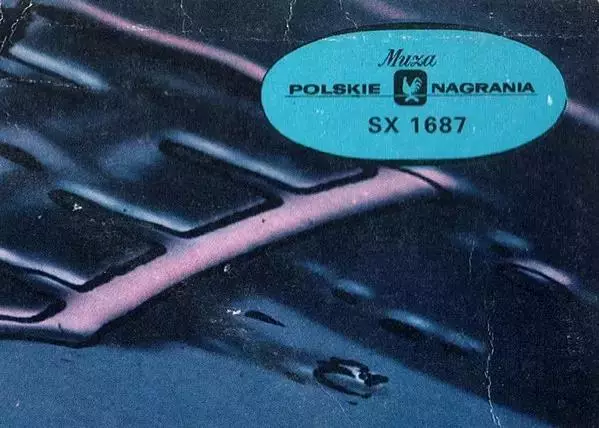 Muza
POLSKIE NAGRANIA
SX 1687